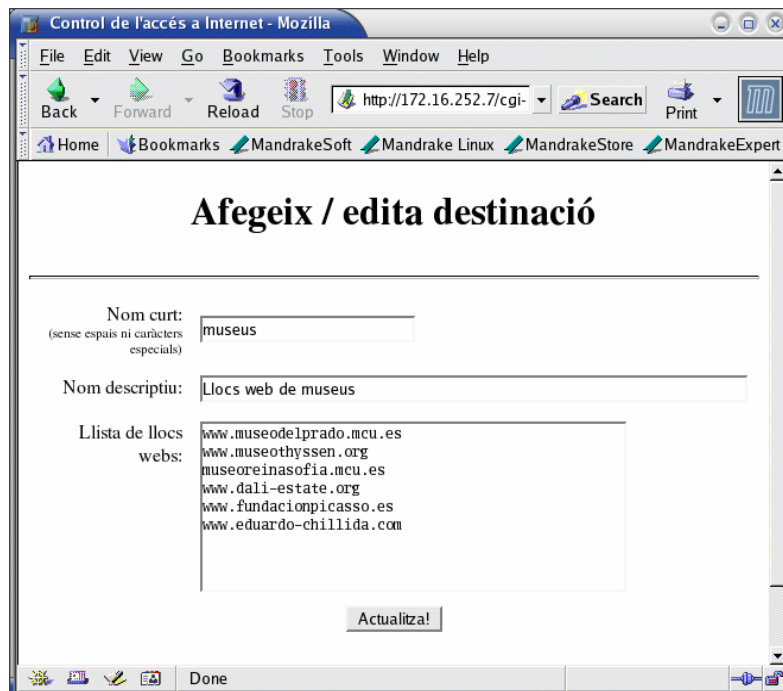 Control de l'accés a Internet - Mozilla
File Edit View Go Bookmarks Tools Window Help
Back Forward Reload Stop http://172.16.252.7/cgi- Search Print
Home Bookmarks MandrakeSoft Mandrake Linux MandrakeStore MandrakeExpert
Afegeix / edita destinació
Nom curt:
(sense espais ni caràcters
especials)
museus
Nom descriptiu: Llocs web de museus
Llista de llocs
webs:
www.museodelprado.mcu.es
www.museothyssen.org
museoreinasofia.mcu.es
www.dali-estate.org
www.fundacionpicasso.es
www.eduardo-chillida.com
Actualitza!
Done